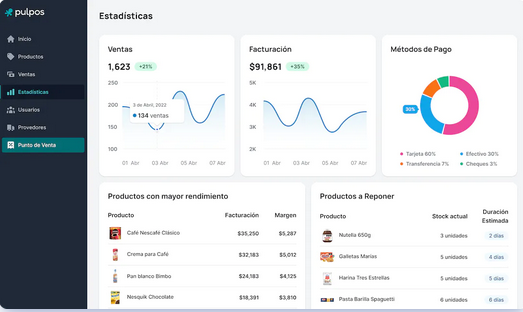 pulpos
Inicio
Productos
Ventas
Estadísticas
Usuarios
Provedores
Punto de Venta
Estadísticas
Ventas
1,623 +21%
250
200
150
100
3 de Abril, 2022
134 ventas
01 Abr 03 Abr 05 Abr 07 Abr
Facturación
$91,861 +35%
5K
4K
3K
2K
01 Abr 03 Abr 05 Abr 07 Abr
Métodos de Pago
30%
Tarjeta 60% Efectivo 30%
Transferencia 7% Cheques 3%
Productos con mayor rendimiento
Producto Facturación Margen
Café Nescafé Clásico $35,250 $5,287
Crema para Café $32,183 $5,012
Pan blanco Bimbo $24,183 $4,125
Nesquik Chocolate $18,391 $3,810
Productos a Reponer
Producto Stock actual Duración Estimada
Nutella 650g 3 unidades 2 días
Galletas Marías 5 unidades 4 días
Harina Tres Estrellas 5 unidades 5 días
Pasta Barilla Spaguetti 6 unidades 6 días